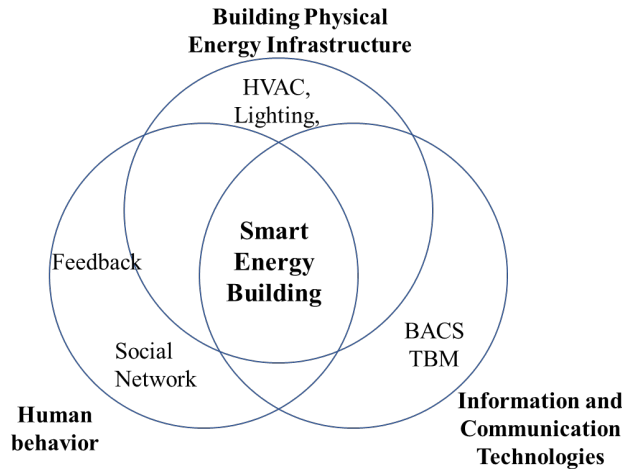 Building Physical
Energy Infrastructure
HVAC,
Lighting,
Smart
Energy
Building
Feedback
Social
Network
BACS
TBM
Human
behavior
Information and
Communication
Technologies